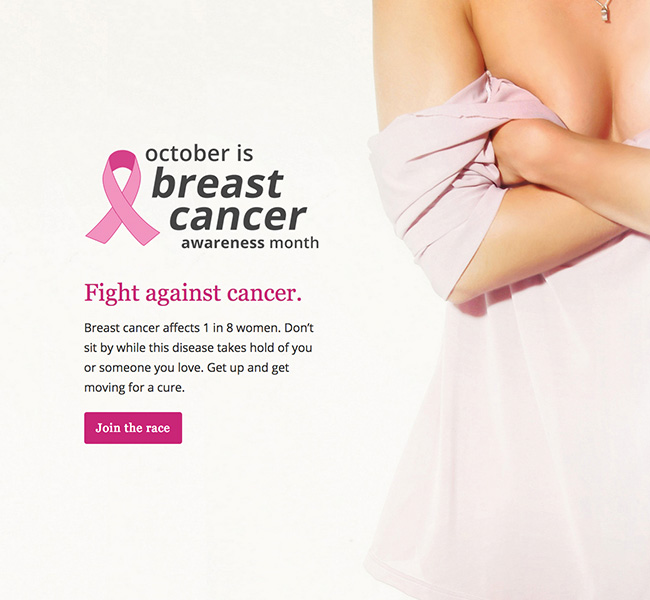 october is
breast
cancer
awareness month
Fight against cancer.
Breast cancer affects 1 in 8 women. Don’t
sit by while this disease takes hold of you
or someone you love. Get up and get
moving for a cure.
Join the race